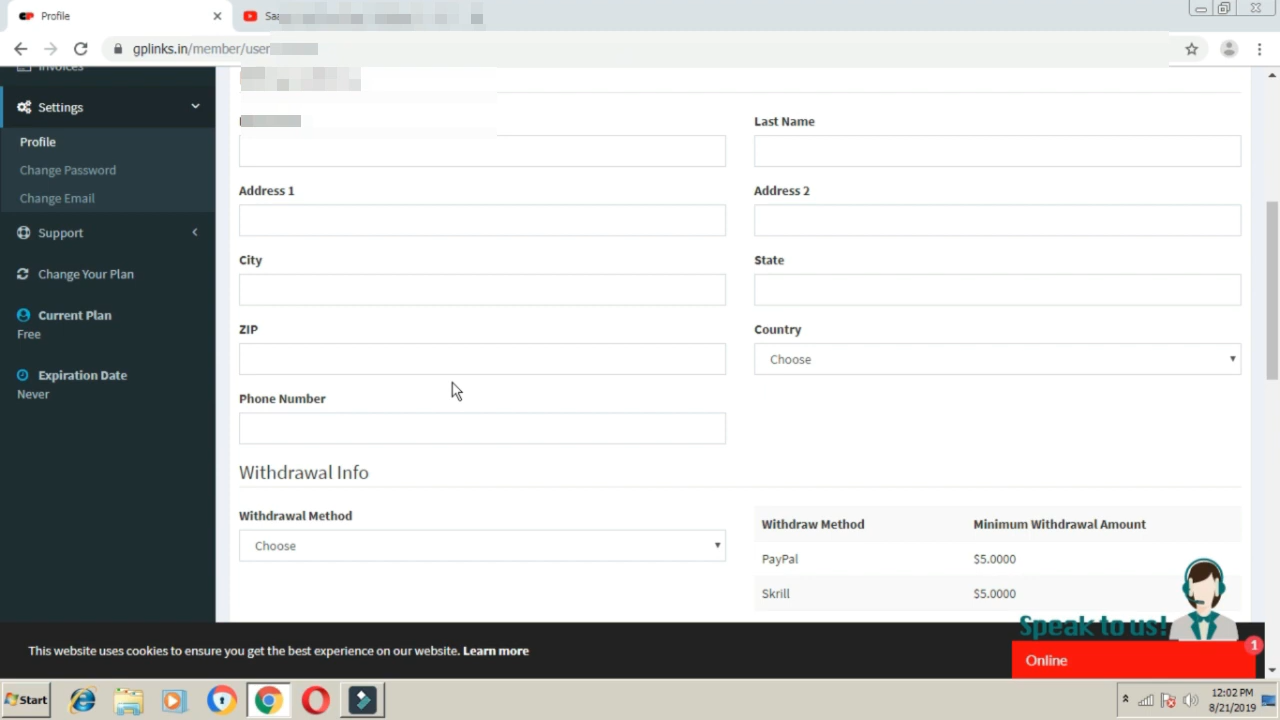 Profile
gplinks.in/member/user
Invoices
Settings
Profile
Change Password
Change Email
Support
Change Your Plan
Current Plan
Free
Expiration Date
Never
Last Name
Address 1
Address 2
City
State
ZIP
Country
Choose
Phone Number
Withdrawal Info
Withdrawal Method
Choose
Withdraw Method Minimum Withdrawal Amount
PayPal $5.0000
Skrill $5.0000
Speak to us!
This website uses cookies to ensure you get the best experience on our website. Learn more
Online
1
Start
12:02 PM
8/21/2019